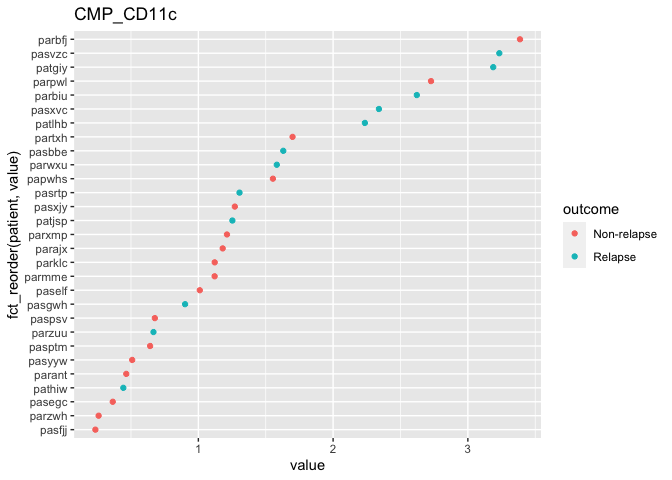 CMP_CD11c
fct_reorder(patient, value)
parbfj
pasvzc
patgiy
parpwl
parbiu
pasxvc
patlhb
partxh
pasbbe
parwxu
papwhs
pasrtp
pasxjy
patjsp
parxmp
parajx
parklc
parmme
paself
pasgwh
paspsv
parzuu
pasptm
pasyyw
parant
pathiw
pasegc
parzwh
pasfjj
1 2 3
value
outcome
Non-relapse
Relapse